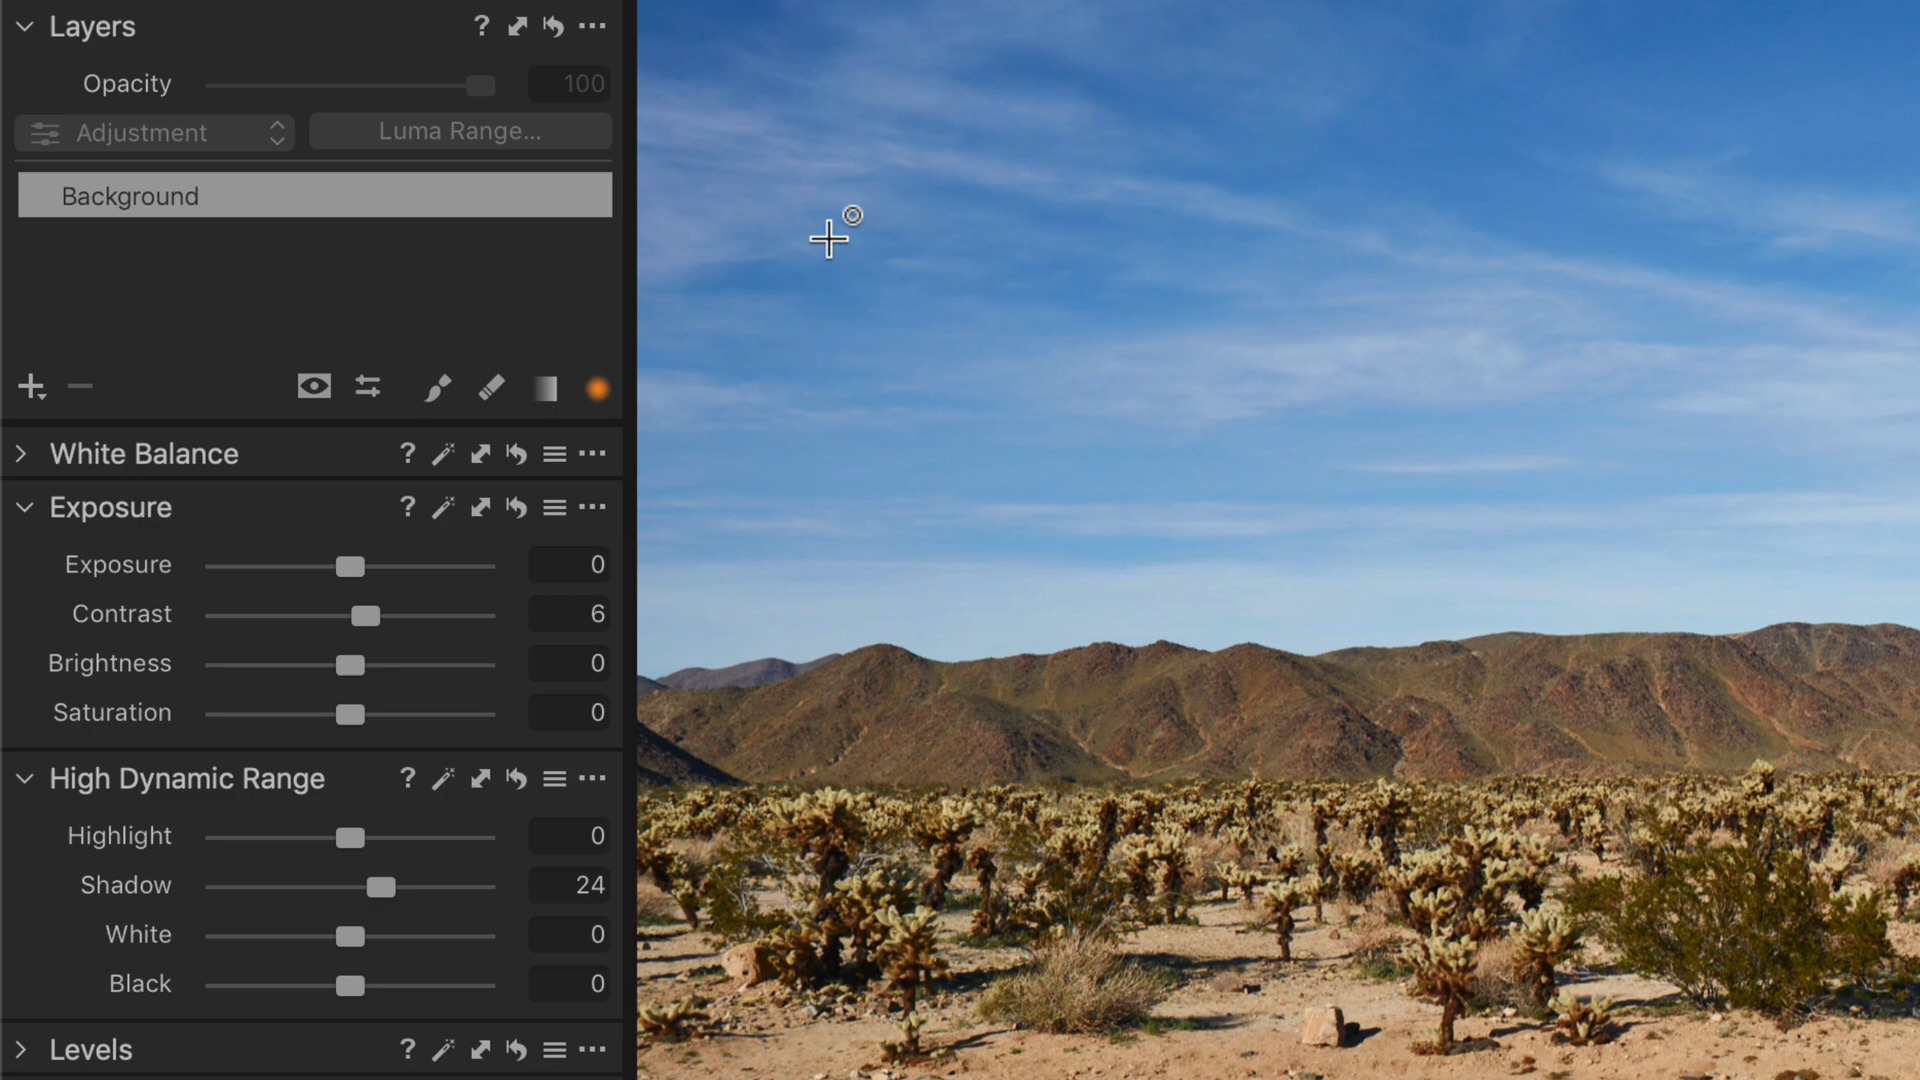 Layers ? ...
Opacity 100
Adjustment Luma Range...
Background
White Balance ? ...
Exposure ? ...
Exposure 0
Contrast 6
Brightness 0
Saturation 0
High Dynamic Range ? ...
Highlight 0
Shadow 24
White 0
Black 0
Levels ? ...